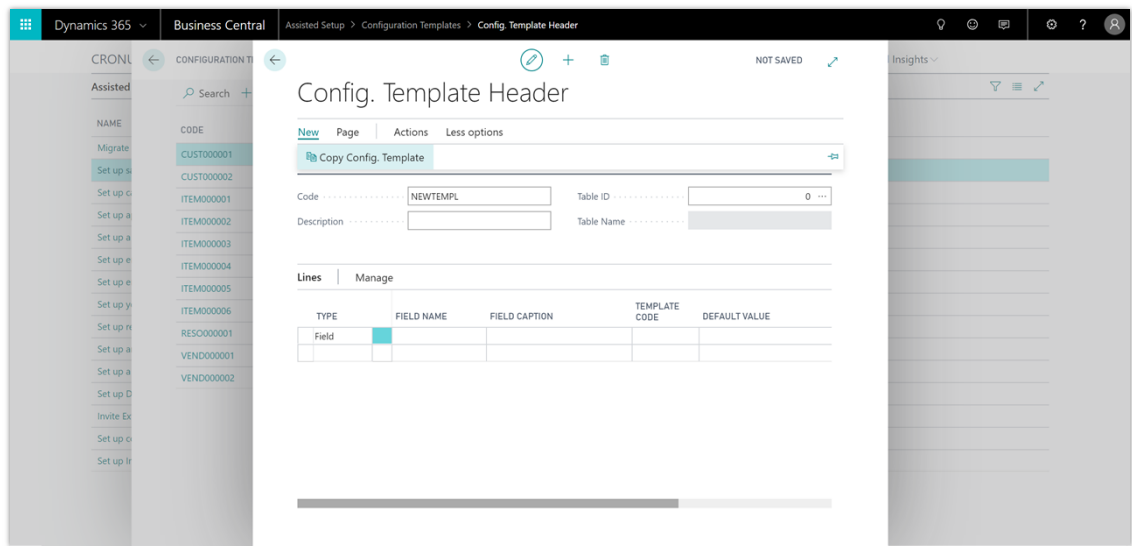 Dynamics 365
Business Central
Assisted Setup > Configuration Templates > Config. Template Header
?
CRONU
CONFIGURATION T
NOT SAVED
Insights
Assisted
Search +
Config. Template Header
NAME
CODE
New Page Actions Less options
Migrate
CUST000001
Copy Config. Template
Set up sa
CUST000002
Set up c
ITEM000001
Code NEWTEMPL
Table ID 0 ...
Set up a
ITEM000002
Description
Table Name
Set up a
ITEM000003
Set up e
ITEM000004
Set up e
ITEM000005
Lines Manage
Set up y
ITEM000006
TYPE FIELD NAME FIELD CAPTION TEMPLATE CODE DEFAULT VALUE
Set up re
RESO000001
Field
Set up a
VEND000001
Set up a
VEND000002
Set up D
Invite Ex
Set up c
Set up Ir